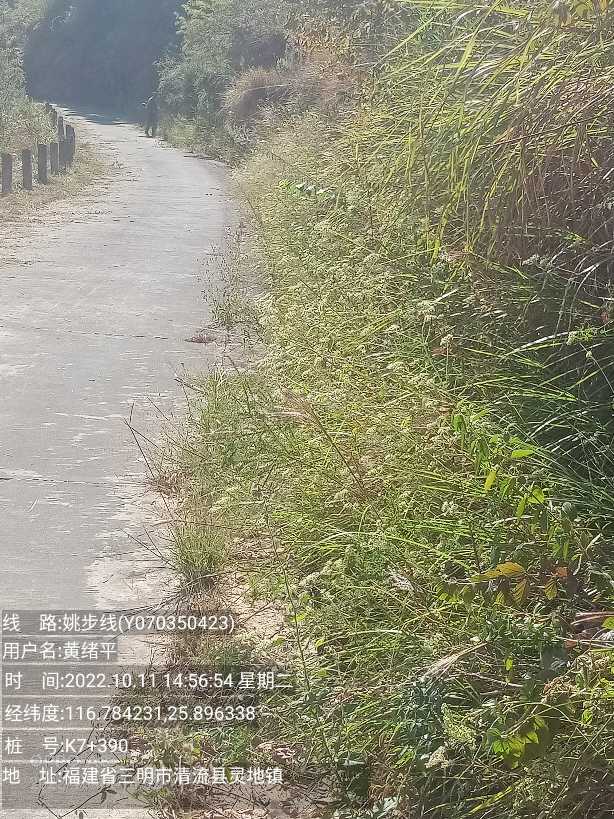 线 路:姚步线(Y070350423)
用户名:黄绪平
时 间:2022.10.11 14:56:54 星期二
经纬度:116.784231,25.896338
桩 号:K7+390
地 址:福建省三明市清流县灵地镇